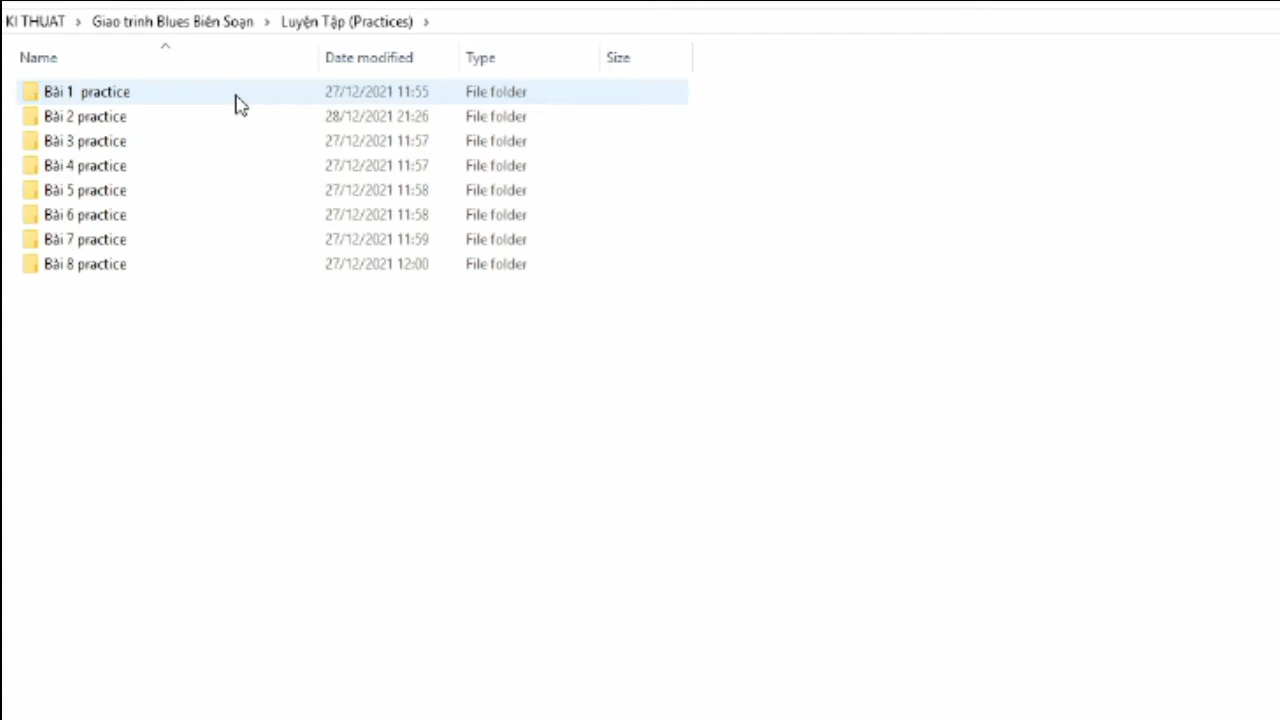 KI THUAT › Giao trinh Blues Biên Soạn › Luyện Tập (Practices) ›
Name Date modified Type Size
Bài 1  practice 27/12/2021 11:55 File folder
Bài 2 practice 28/12/2021 21:26 File folder
Bài 3 practice 27/12/2021 11:57 File folder
Bài 4 practice 27/12/2021 11:57 File folder
Bài 5 practice 27/12/2021 11:58 File folder
Bài 6 practice 27/12/2021 11:58 File folder
Bài 7 practice 27/12/2021 11:59 File folder
Bài 8 practice 27/12/2021 12:00 File folder